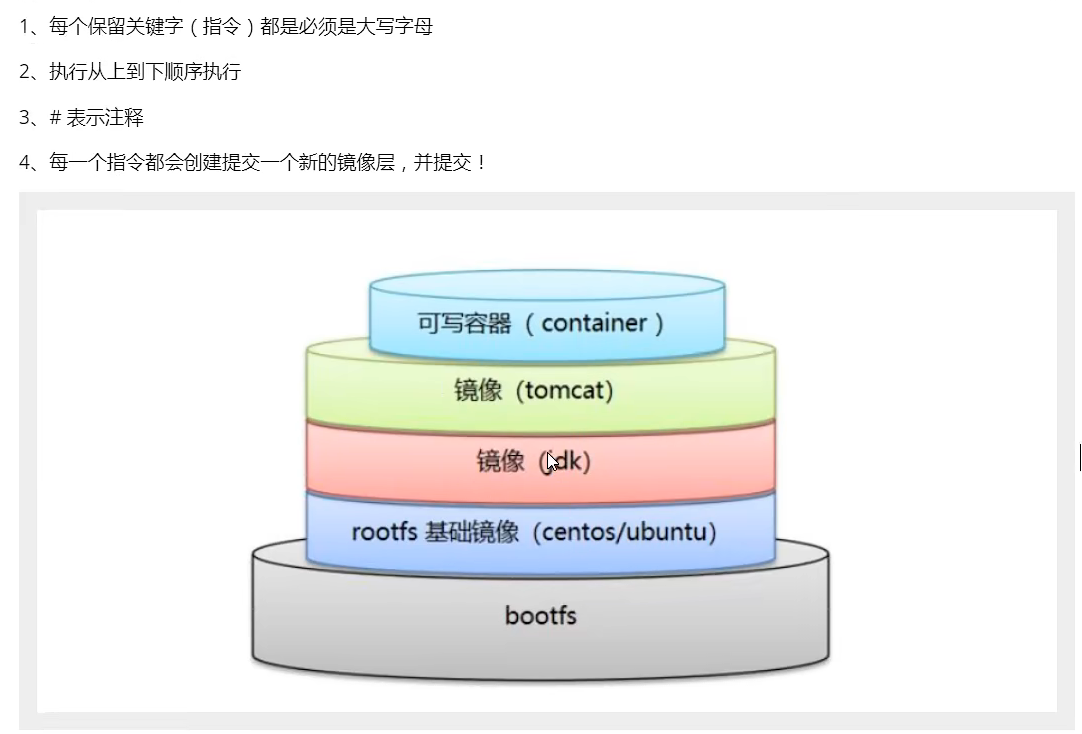 1、每个保留关键字（指令）都是必须是大写字母
2、执行从上到下顺序执行
3、# 表示注释
4、每一个指令都会创建提交一个新的镜像层，并提交！
可写容器（container）
镜像（tomcat）
镜像（jdk）
rootfs 基础镜像（centos/ubuntu）
bootfs